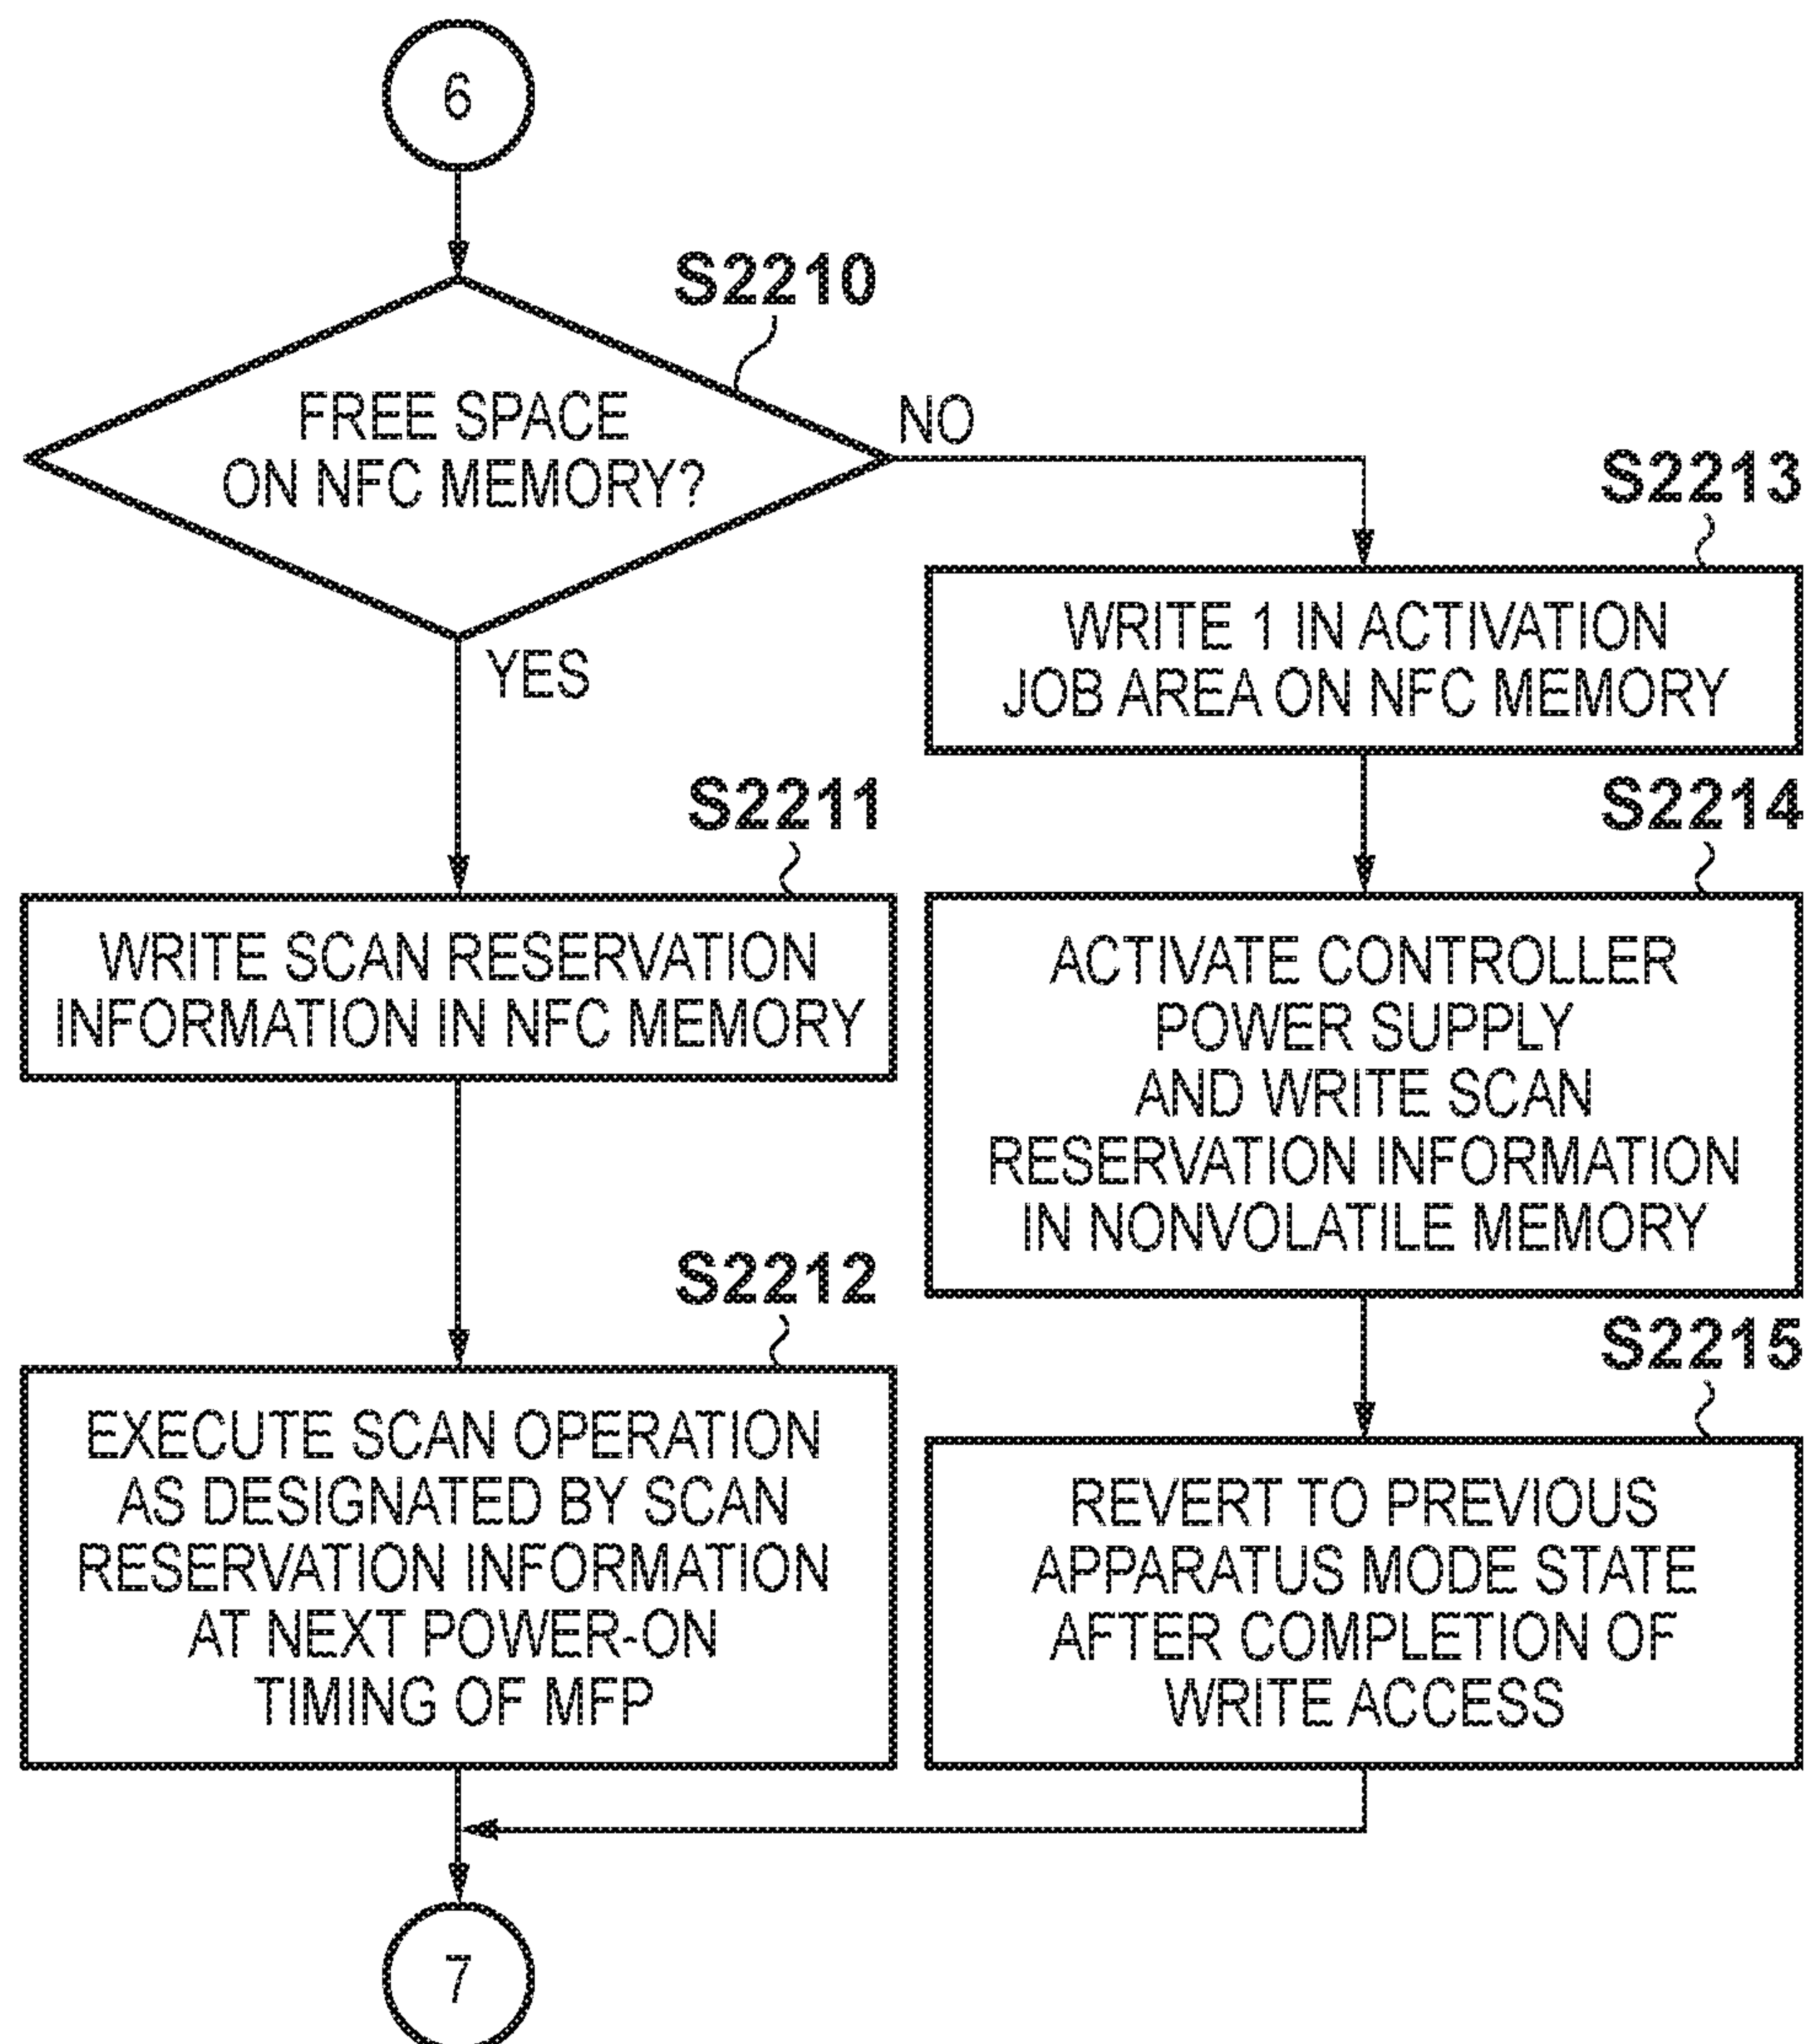 6
S2210
FREE SPACE
ON NFC MEMORY?
NO
YES
S2213
WRITE 1 IN ACTIVATION
JOB AREA ON NFC MEMORY
S2211
WRITE SCAN RESERVATION
INFORMATION IN NFC MEMORY
S2214
ACTIVATE CONTROLLER
POWER SUPPLY
AND WRITE SCAN
RESERVATION INFORMATION
IN NONVOLATILE MEMORY
S2212
EXECUTE SCAN OPERATION
AS DESIGNATED BY SCAN
RESERVATION INFORMATION
AT NEXT POWER-ON
TIMING OF MFP
S2215
REVERT TO PREVIOUS
APPARATUS MODE STATE
AFTER COMPLETION OF
WRITE ACCESS
7